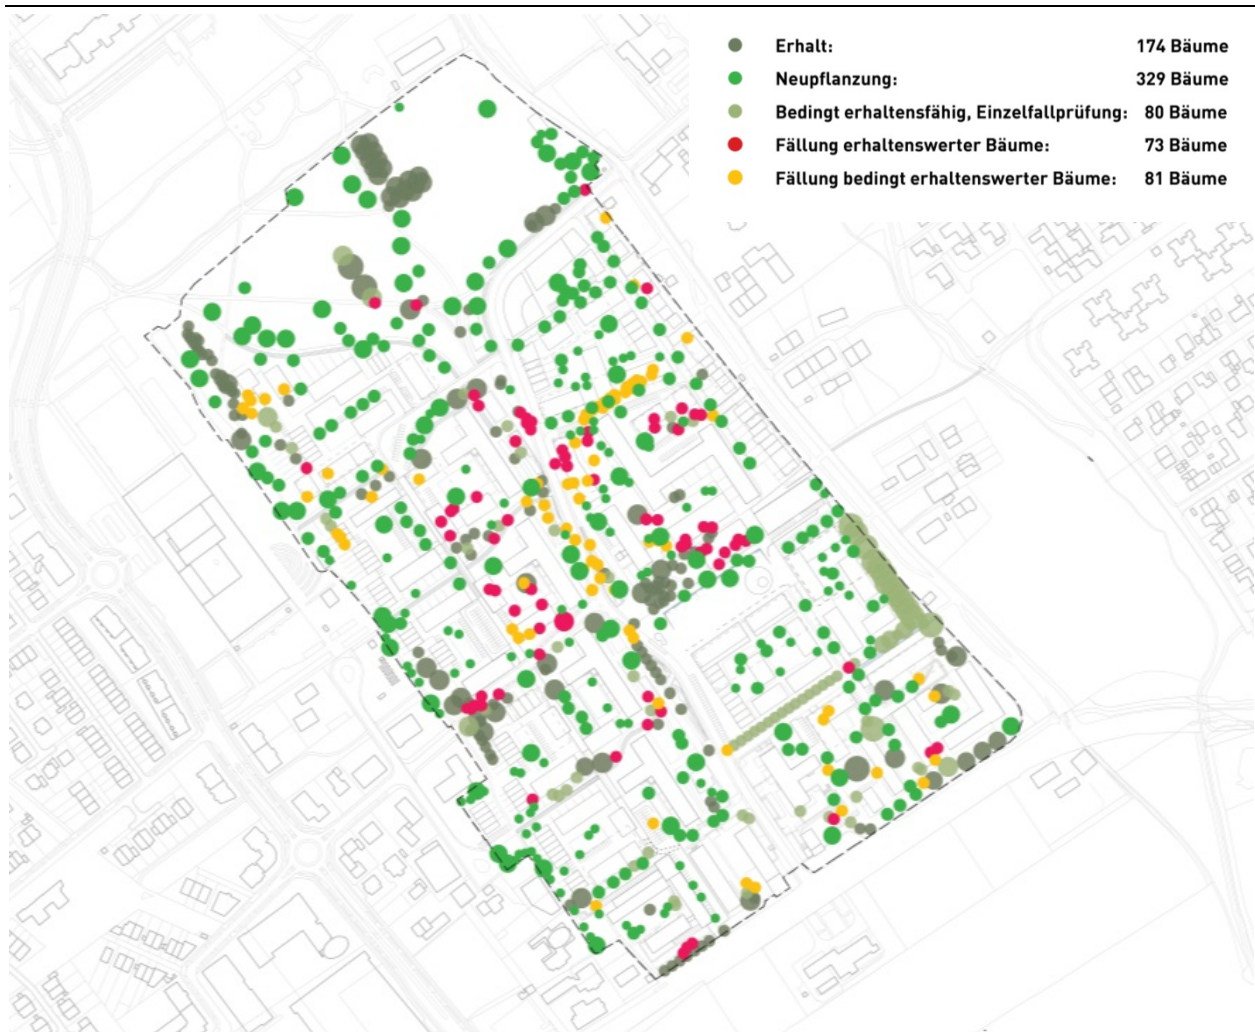 Erhalt: 174 Bäume
Neupflanzung: 329 Bäume
Bedingt erhaltensfähig, Einzelfallprüfung: 80 Bäume
Fällung erhaltenswerter Bäume: 73 Bäume
Fällung bedingt erhaltenswerter Bäume: 81 Bäume